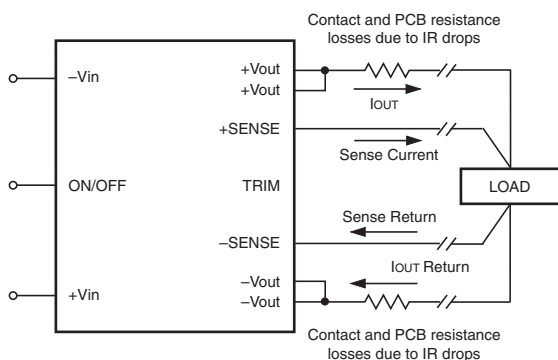 Contact and PCB resistance
losses due to IR drops
–Vin
+Vout
+Vout
IOUT
+SENSE
Sense Current
ON/OFF
TRIM
LOAD
Sense Return
–SENSE
IOUT Return
–Vout
+Vin
–Vout
Contact and PCB resistance
losses due to IR drops